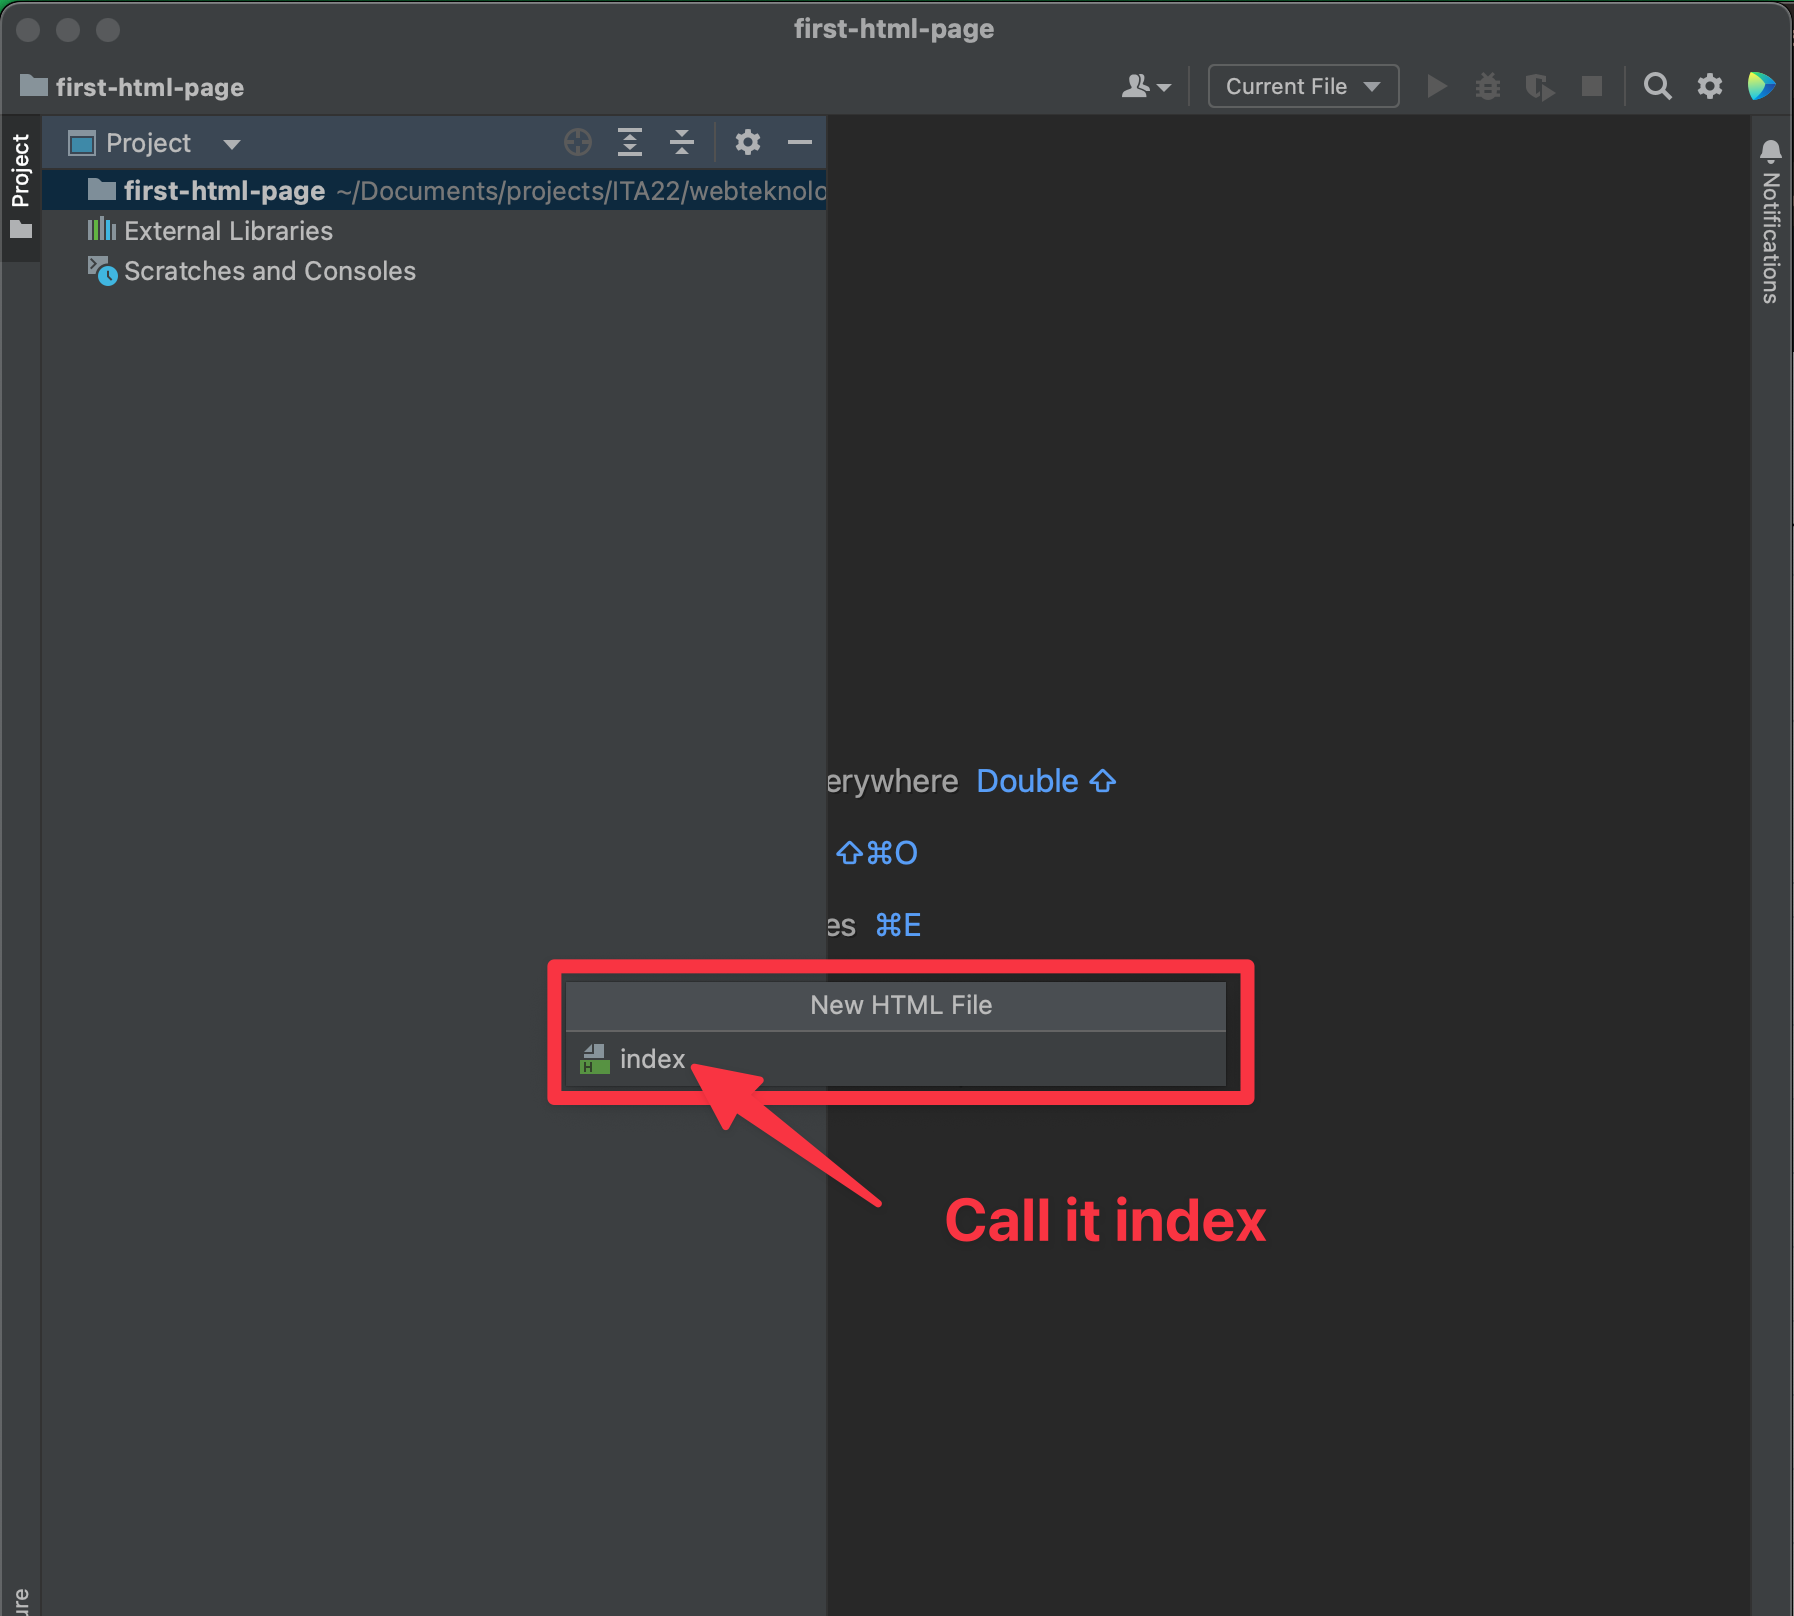 first-html-page
first-html-page
Current File
Project
Project
first-html-page ~/Documents/projects/ITA22/webteknolo
External Libraries
Scratches and Consoles
Notifications
erywhere Double ⇧
⇧⌘O
es ⌘E
New HTML File
H index
Call it index
ure